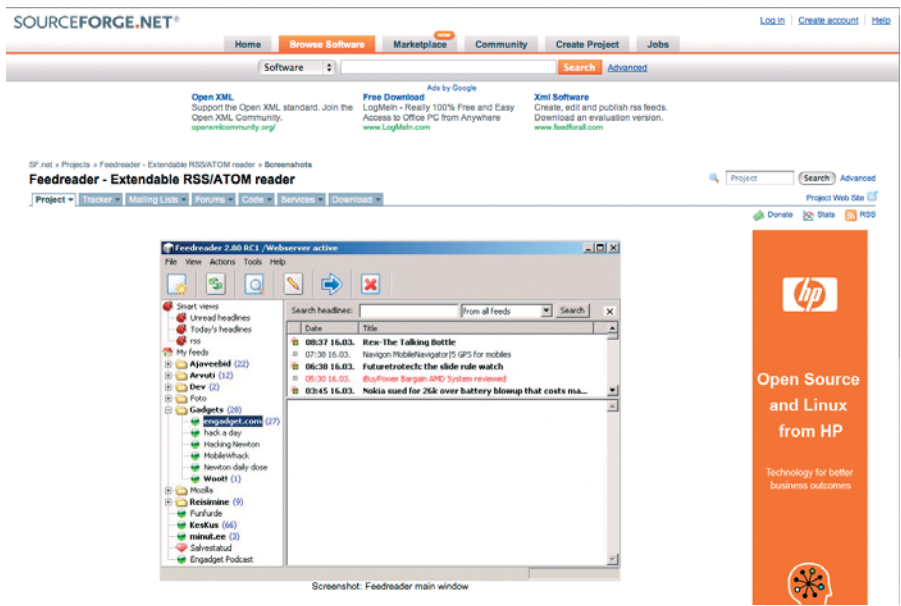 SOURCEFORGE.NET®
Log in | Create account | Help
NEW
Home Browse Software Marketplace Community Create Project Jobs
Software Search Advanced
Ads by Google
Open XML
Support the Open XML standard. Join the
Open XML Community.
openxmlcommunity.org/
Free Download
LogMeIn - Really 100% Free and Easy
Access to Office PC from Anywhere
www.LogMeIn.com
Xml Software
Create, edit and publish rss feeds.
Download an evaluation version.
www.feedforall.com
SF.net » Projects » Feedreader - Extendable RSS/ATOM reader » Screenshots
Feedreader - Extendable RSS/ATOM reader
Project Search Advanced
Project Tracker Mailing Lists Forums Code Services Download
Project Web Site
Donate Stats RSS
Feedreader 2.80 RC1 /Webserver active
File View Actions Tools Help
Smart views
Unread headlines
Today's headlines
rss
My feeds
Ajaveebid (22)
Arvuti (12)
Dev (2)
Foto
Gadgets (28)
engadget.com (27)
hack a day
Hacking Newton
MobileWhack
Newton daily dose
Woot! (1)
Mozilla
Reisimine (9)
Funfurde
KesKus (66)
minut.ee (3)
Salvestatud
Engadget Podcast
Search headlines: from all feeds Search x
Date Title
08:37 16.03. Rex-The Talking Bottle
07:38 16.03. Navigon MobileNavigator|5 GPS for mobiles
06:38 16.03. Futuretrotech: the slide rule watch
05:30 16.03. iBuyPower Bargain AMD System reviewed
03:45 16.03. Nokia sued for 26k over battery blowup that costs ma...
Screenshot: Feedreader main window
hp
Open Source
and Linux
from HP
Technology for better
business outcomes